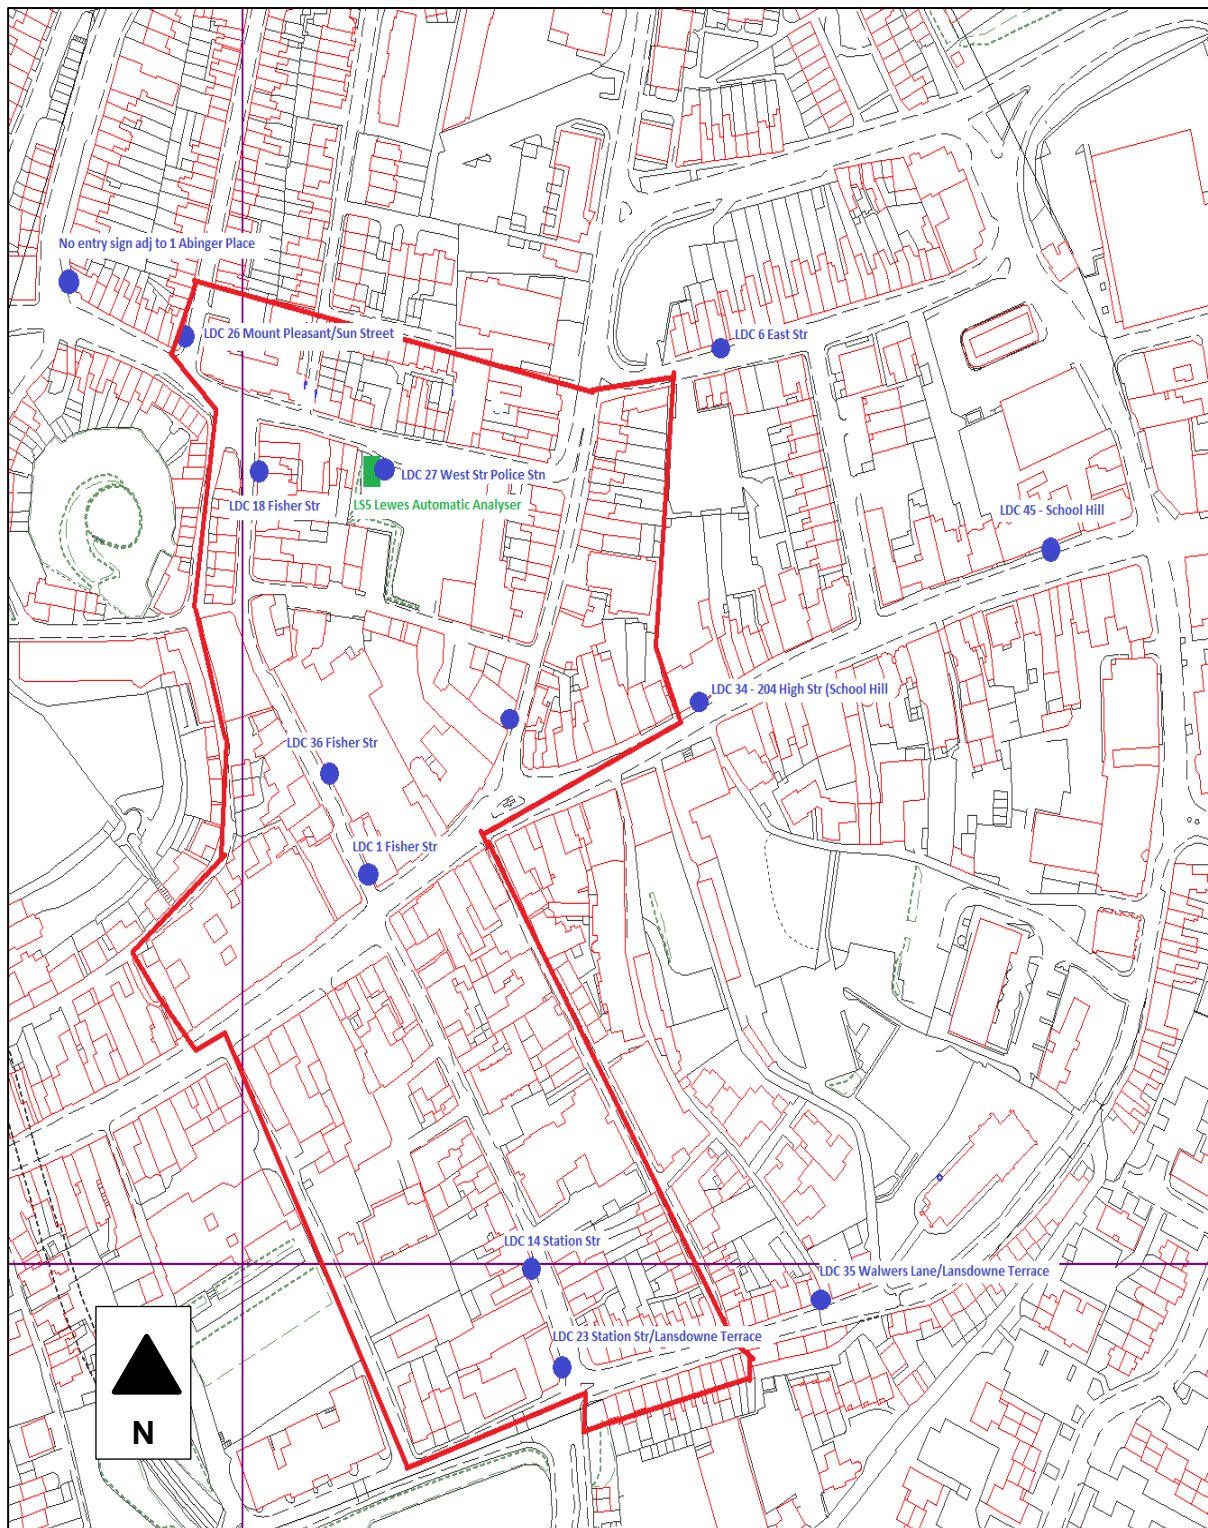 No entry sign adj to 1 Abinger Place
LDC 26 Mount Pleasant/Sun Street
LDC 6 East Str
LDC 27 West Str Police Stn
LDC 18 Fisher Str
LS5 Lewes Automatic Analyser
LDC 45 - School Hill
LDC 34 - 204 High Str (School Hill
LDC 36 Fisher Str
LDC 1 Fisher Str
LDC 14 Station Str
LDC 35 Walwers Lane/Lansdowne Terrace
LDC 23 Station Str/Lansdowne Terrace
N